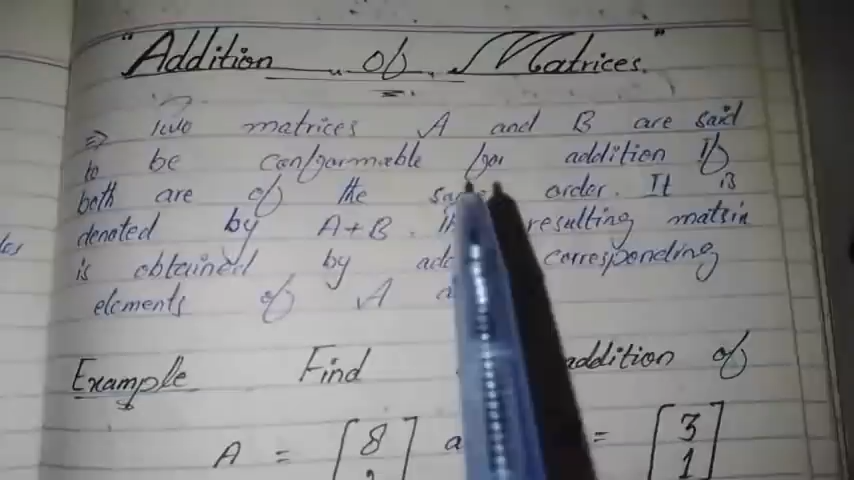 "Addition of Matrices."
⇒ Two matrices A and B are said
to be conformable for addition If
both are of the same order. It is
denoted by A+B. resulting matrix
is obtained by corresponding
elements of A
Example Find addition of
A = [8 = [3
1]